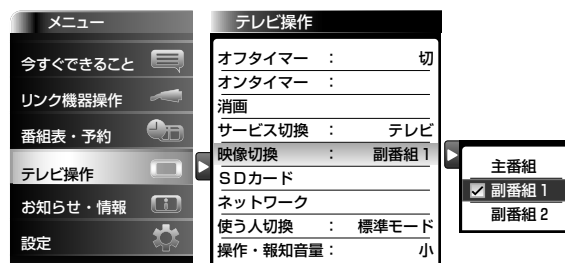 メニュー
今すぐできること
リンク機器操作
番組表・予約
テレビ操作
お知らせ・情報
設定
テレビ操作
オフタイマー : 切
オンタイマー :
消画
サービス切換 : テレビ
映像切換 : 副番組1
SDカード
ネットワーク
使う人切換 : 標準モード
操作・報知音量 : 小
主番組
副番組1
副番組2